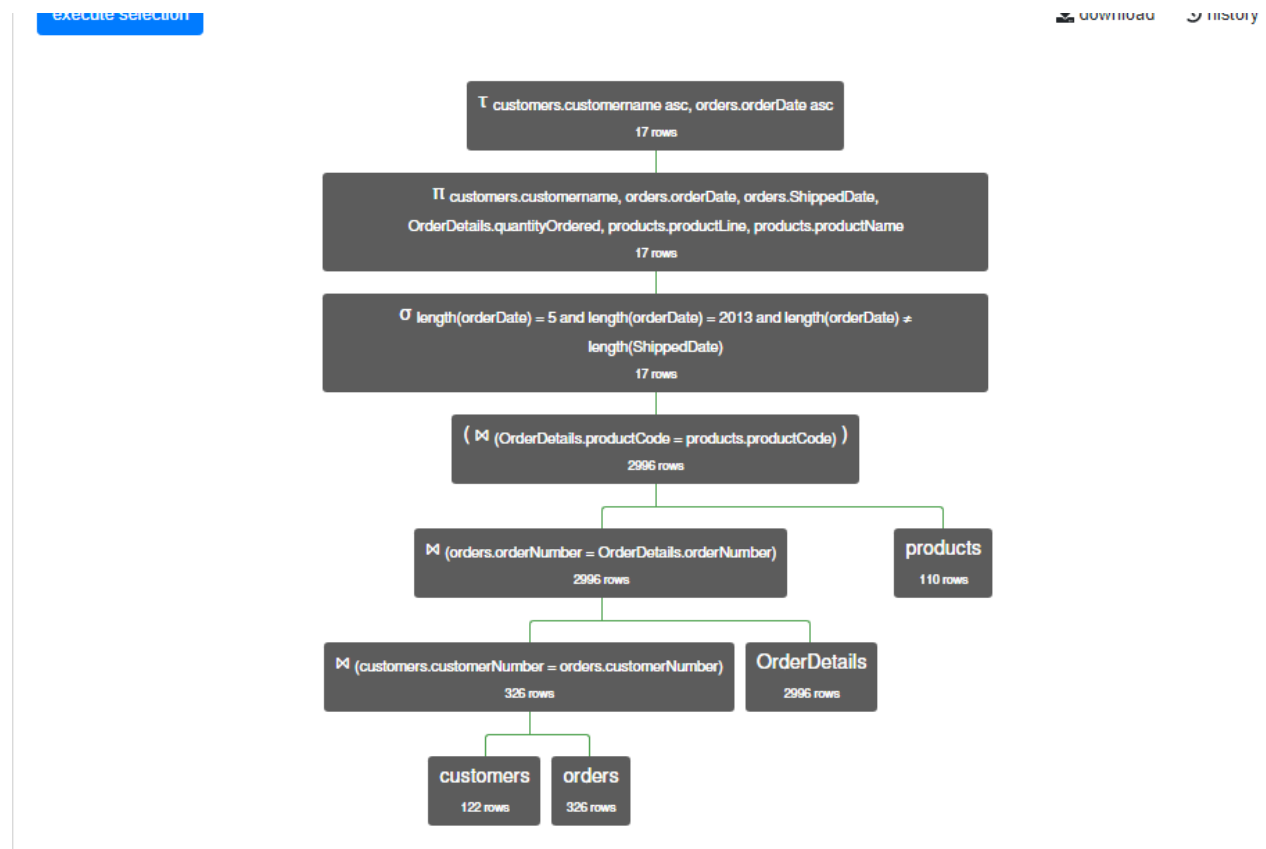 execute selection
download
history
τ customers.customername asc, orders.orderDate asc
17 rows
π customers.customername, orders.orderDate, orders.ShippedDate,
OrderDetails.quantityOrdered, products.productLine, products.productName
17 rows
σ length(orderDate) = 5 and length(orderDate) = 2013 and length(orderDate) ≠
length(ShippedDate)
17 rows
( ⋈ (OrderDetails.productCode = products.productCode) )
2996 rows
⋈ (orders.orderNumber = OrderDetails.orderNumber)
2996 rows
products
110 rows
⋈ (customers.customerNumber = orders.customerNumber)
326 rows
OrderDetails
2996 rows
customers
122 rows
orders
326 rows